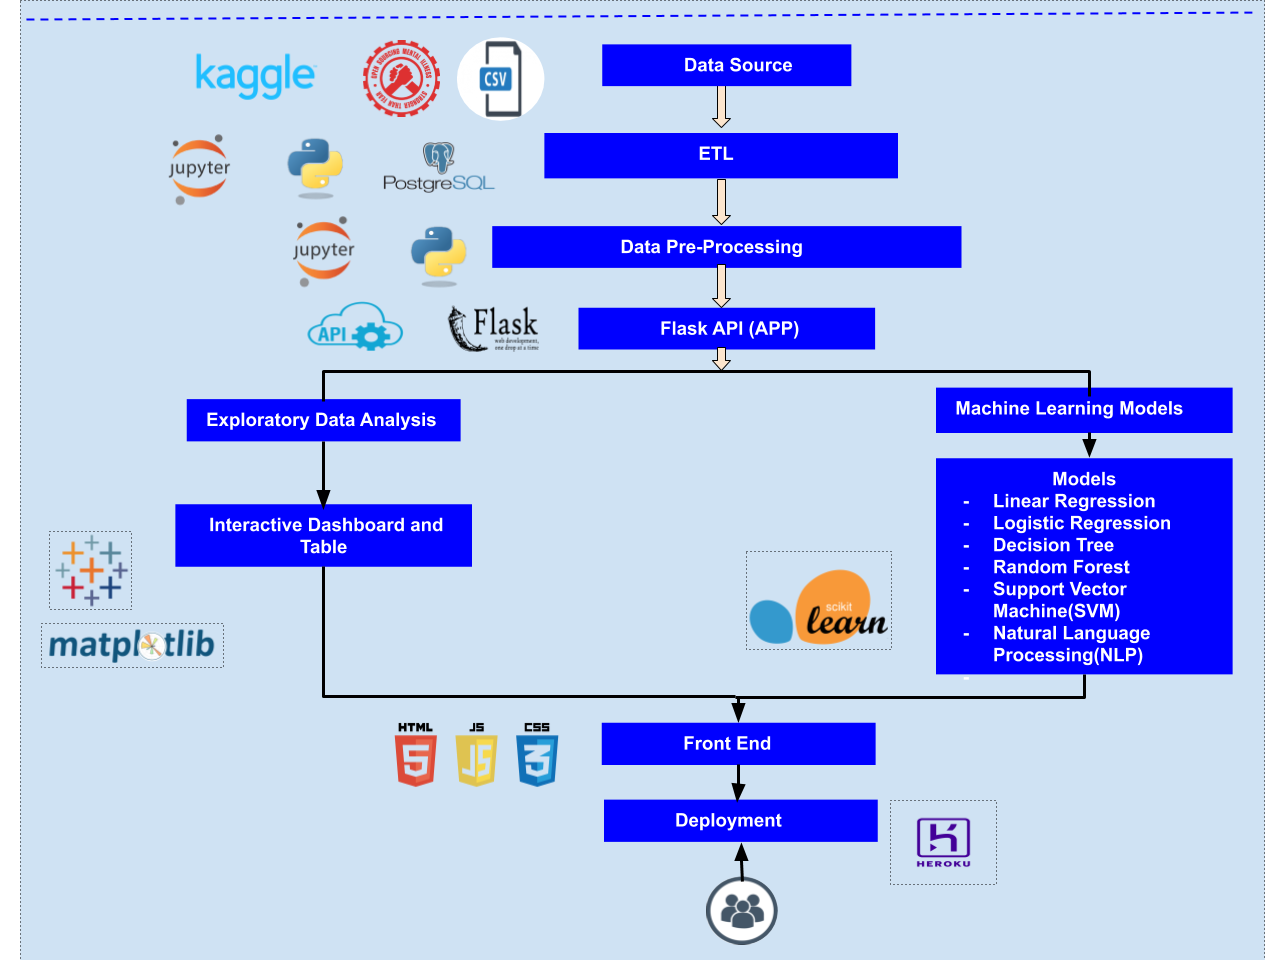 kaggle
OPEN SOURCING MENTAL ILLNESS
STRONGER THAN FEAR
CSV
Data Source
jupyter
PostgreSQL
ETL
jupyter
Data Pre-Processing
API
Flask
web development,
one drop at a time
Flask API (APP)
Exploratory Data Analysis
Machine Learning Models
Interactive Dashboard and
Table
Models
- Linear Regression
- Logistic Regression
- Decision Tree
- Random Forest
- Support Vector
Machine(SVM)
- Natural Language
Processing(NLP)
-
matplotlib
scikit
learn
HTML
5
JS
JS
CSS
3
Front End
Deployment
HEROKU